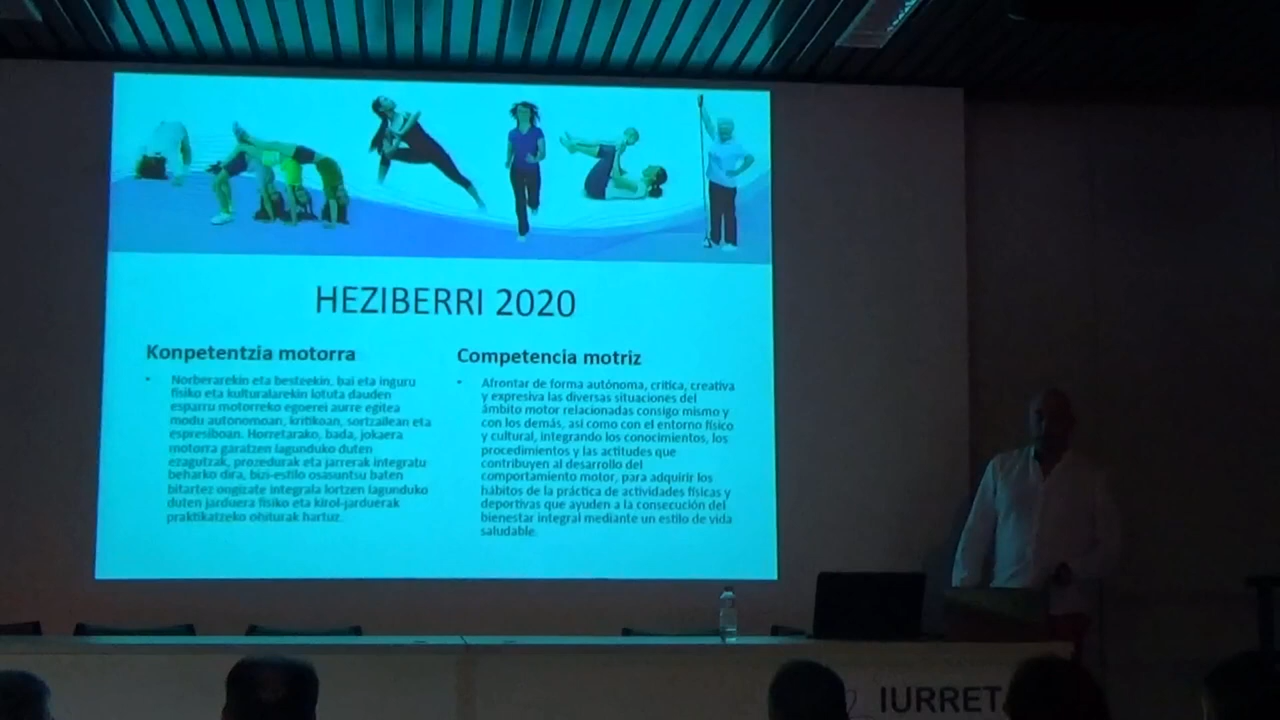 HEZIBERRI 2020
Konpetentzia motorra
• Norberarekin eta besteekin, bai eta inguru
fisiko eta kulturalarekin lotuta dauden
esparru motorreko egoerei aurre egitea
modu autonomoan, kritikoan, sortzailean eta
espresiboan. Horretarako, bada, jokaera
motorra garatzen lagunduko duten
ezagutzak, prozedurak eta jarrerak integratu
beharko dira, bizi-estilo osasuntsu baten
bitartez ongizate integrala lortzen lagunduko
duten jarduera fisiko eta kirol-jarduerak
praktikatzeko ohiturak hartuz.
Competencia motriz
• Afrontar de forma autónoma, crítica, creativa
y expresiva las diversas situaciones del
ámbito motor relacionadas consigo mismo y
con los demás, así como con el entorno físico
y cultural, integrando los conocimientos, los
procedimientos y las actitudes que
contribuyen al desarrollo del
comportamiento motor, para adquirir los
hábitos de la práctica de actividades físicas y
deportivas que ayuden a la consecución del
bienestar integral mediante un estilo de vida
saludable.
IURRET